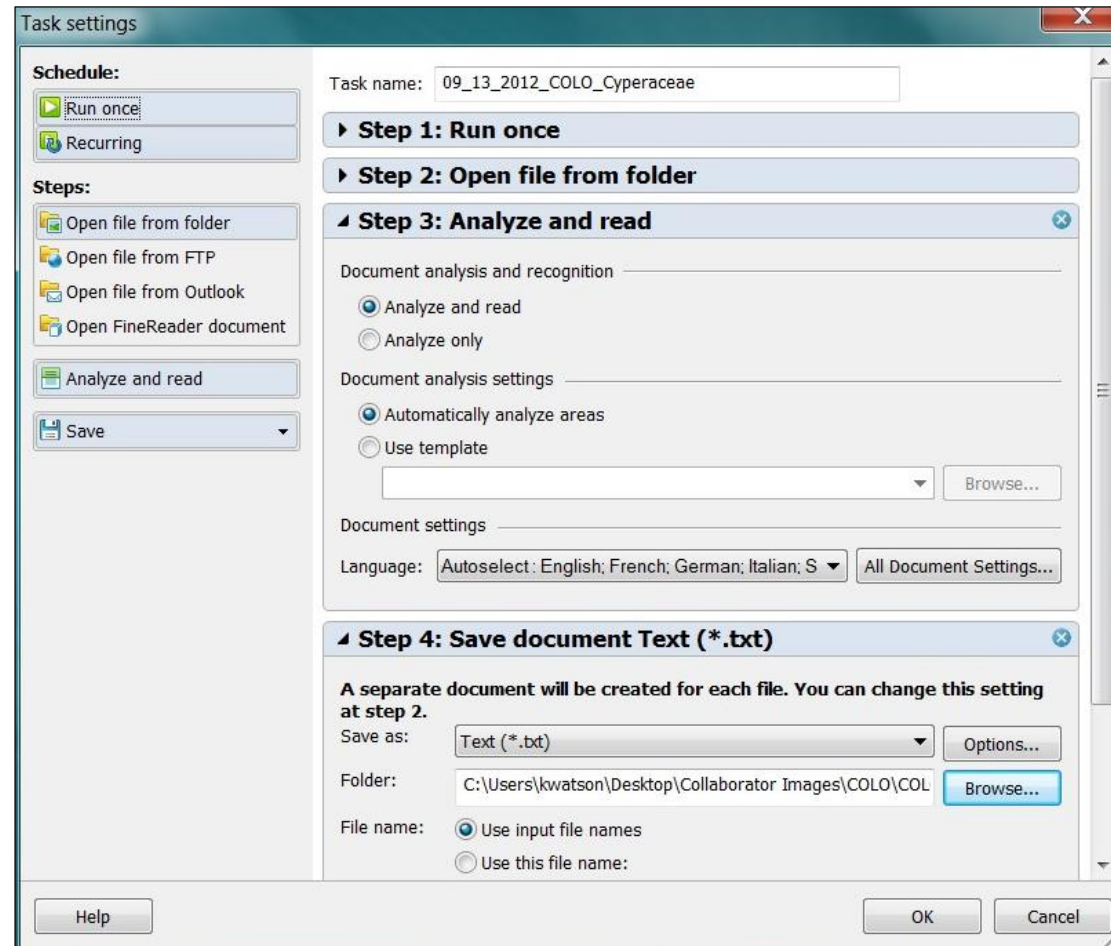 Task settings
Schedule:
Run once
Recurring
Steps:
Open file from folder
Open file from FTP
Open file from Outlook
Open FineReader document
Analyze and read
Save
Task name: 09_13_2012_COLO_Cyperaceae
Step 1: Run once
Step 2: Open file from folder
Step 3: Analyze and read
Document analysis and recognition
Analyze and read
Analyze only
Document analysis settings
Automatically analyze areas
Use template
Browse...
Document settings
Language: Autoselect: English; French; German; Italian; S All Document Settings...
Step 4: Save document Text (*.txt)
A separate document will be created for each file. You can change this setting
at step 2.
Save as: Text (*.txt) Options...
Folder: C:\Users\kwatson\Desktop\Collaborator Images\COLO\COL Browse...
File name: Use input file names
Use this file name:
Help OK Cancel